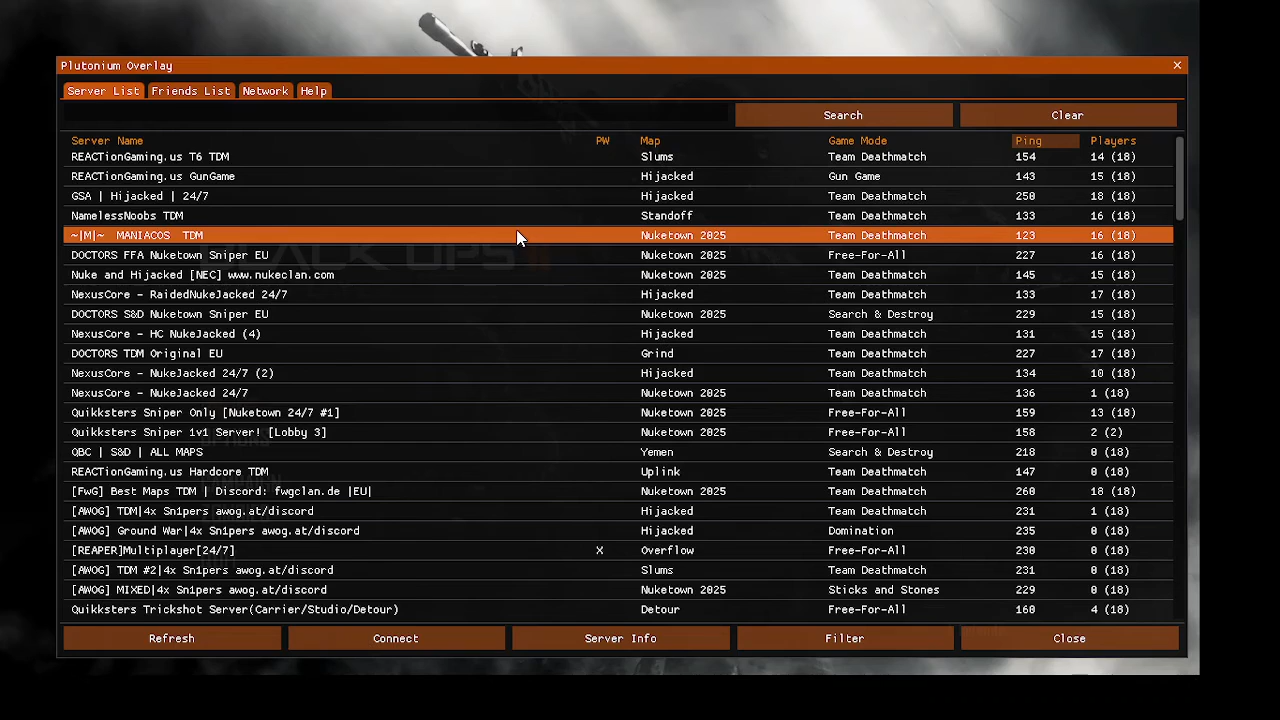 Plutonium Overlay
Server List Friends List Network Help
Search Clear
Server Name PW Map Game Mode Ping Players
REACTionGaming.us T6 TDM Slums Team Deathmatch 154 14 (18)
REACTionGaming.us GunGame Hijacked Gun Game 143 15 (18)
GSA | Hijacked | 24/7 Hijacked Team Deathmatch 250 18 (18)
NamelessNoobs TDM Standoff Team Deathmatch 133 16 (18)
~|M|~ MANIACOS TDM Nuketown 2025 Team Deathmatch 123 16 (18)
DOCTORS FFA Nuketown Sniper EU Nuketown 2025 Free-For-All 227 16 (18)
Nuke and Hijacked [NEC] www.nukeclan.com Nuketown 2025 Team Deathmatch 145 15 (18)
NexusCore - RaidedNukeJacked 24/7 Hijacked Team Deathmatch 133 17 (18)
DOCTORS S&D Nuketown Sniper EU Nuketown 2025 Search & Destroy 229 15 (18)
NexusCore - HC NukeJacked (4) Hijacked Team Deathmatch 131 15 (18)
DOCTORS TDM Original EU Grind Team Deathmatch 227 17 (18)
NexusCore - NukeJacked 24/7 (2) Hijacked Team Deathmatch 134 10 (18)
NexusCore - NukeJacked 24/7 Nuketown 2025 Team Deathmatch 136 1 (18)
Quikksters Sniper Only [Nuketown 24/7 #1] Nuketown 2025 Free-For-All 159 13 (18)
Quikksters Sniper 1v1 Server! [Lobby 3] Nuketown 2025 Free-For-All 158 2 (2)
QBC | S&D | ALL MAPS Yemen Search & Destroy 218 0 (18)
REACTionGaming.us Hardcore TDM Uplink Team Deathmatch 147 0 (18)
[FwG] Best Maps TDM | Discord: fwgclan.de |EU| Nuketown 2025 Team Deathmatch 260 18 (18)
[AWOG] TDM|4x Sn1pers awog.at/discord Hijacked Team Deathmatch 231 1 (18)
[AWOG] Ground War|4x Sn1pers awog.at/discord Hijacked Domination 235 0 (18)
[REAPER]Multiplayer[24/7] X Overflow Free-For-All 230 0 (18)
[AWOG] TDM #2|4x Sn1pers awog.at/discord Slums Team Deathmatch 231 0 (18)
[AWOG] MIXED|4x Sn1pers awog.at/discord Nuketown 2025 Sticks and Stones 229 0 (18)
Quikksters Trickshot Server(Carrier/Studio/Detour) Detour Free-For-All 160 4 (18)
Refresh Connect Server Info Filter Close